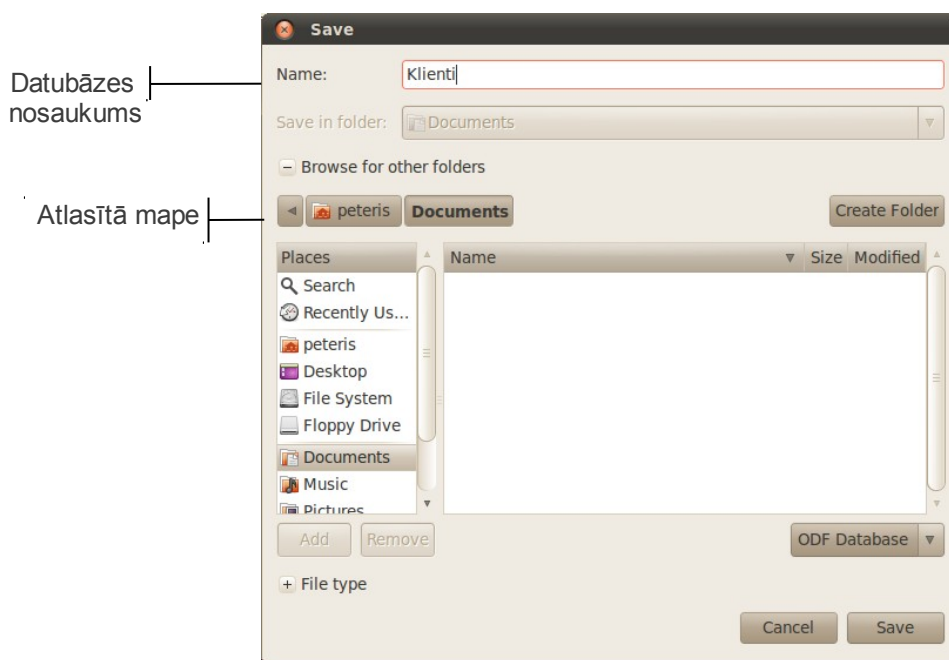 Save
Name: Klienti
Datubāzes
nosaukums
Save in folder: Documents
Browse for other folders
Atlasītā mape
peteris Documents Create Folder
Places Name Size Modified
Search
Recently Us...
peteris
Desktop
File System
Floppy Drive
Documents
Music
Pictures
Add Remove ODF Database
File type
Cancel Save